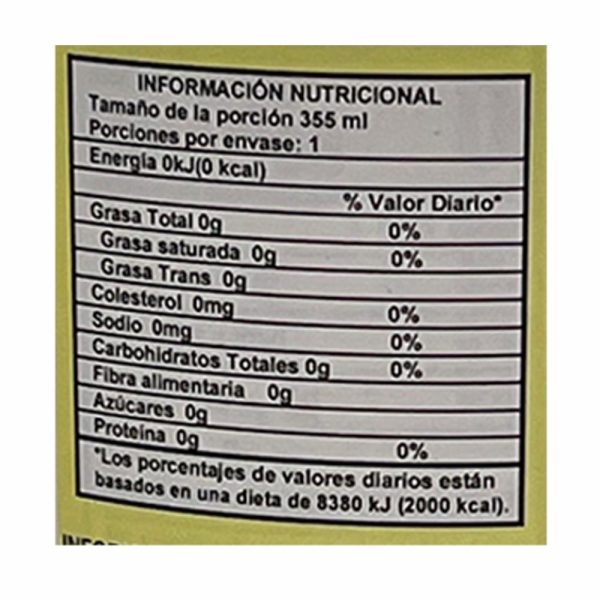 INFORMACIÓN NUTRICIONAL
Tamaño de la porción 355 ml
Porciones por envase: 1
Energía 0kJ(0 kcal)
% Valor Diario*
Grasa Total 0g 0%
Grasa saturada 0g 0%
Grasa Trans 0g
Colesterol 0mg 0%
Sodio 0mg 0%
Carbohidratos Totales 0g 0%
Fibra alimentaria 0g
Azúcares 0g
Proteína 0g 0%
*Los porcentajes de valores diarios están
basados en una dieta de 8380 kJ (2000 kcal).